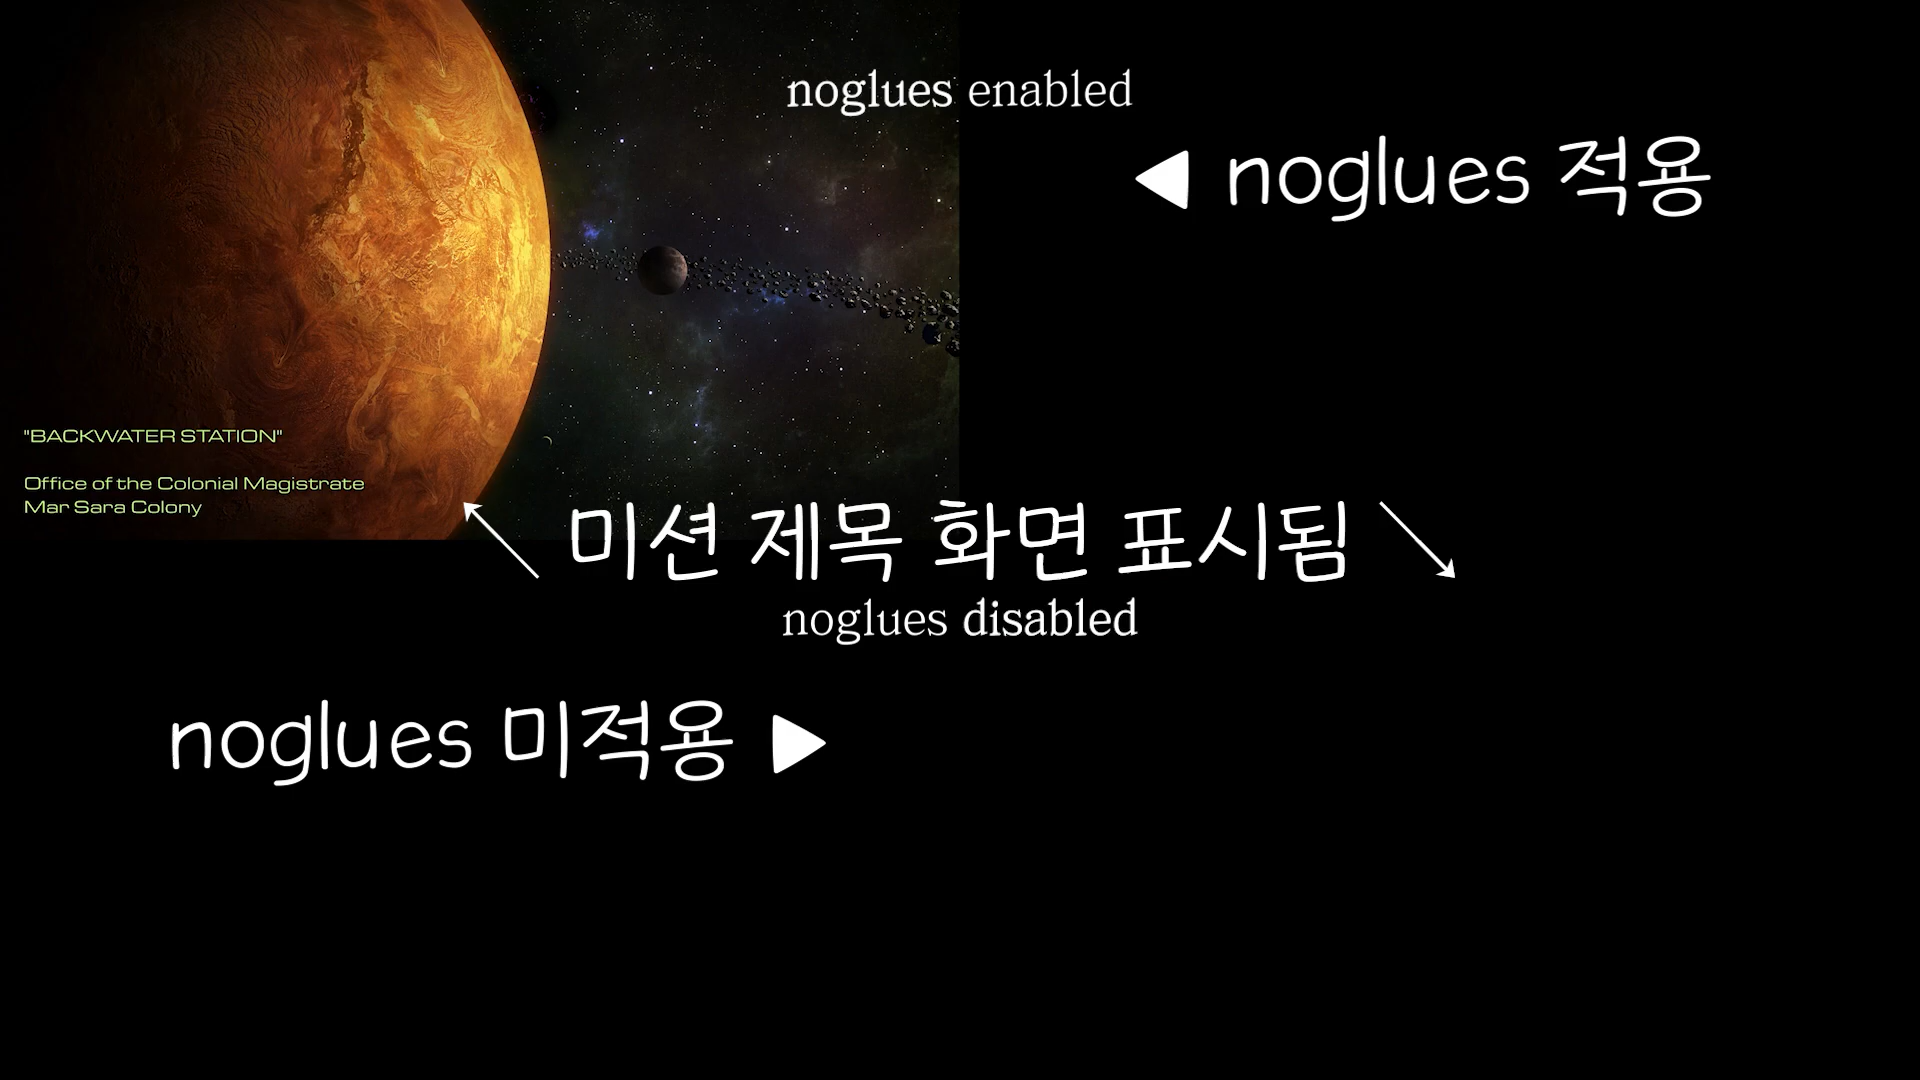 noglues enabled
◀ noglues 적용
"BACKWATER STATION"
Office of the Colonial Magistrate
Mar Sara Colony
↖ 미션 제목 화면 표시됨 ↘
noglues disabled
noglues 미적용 ▶